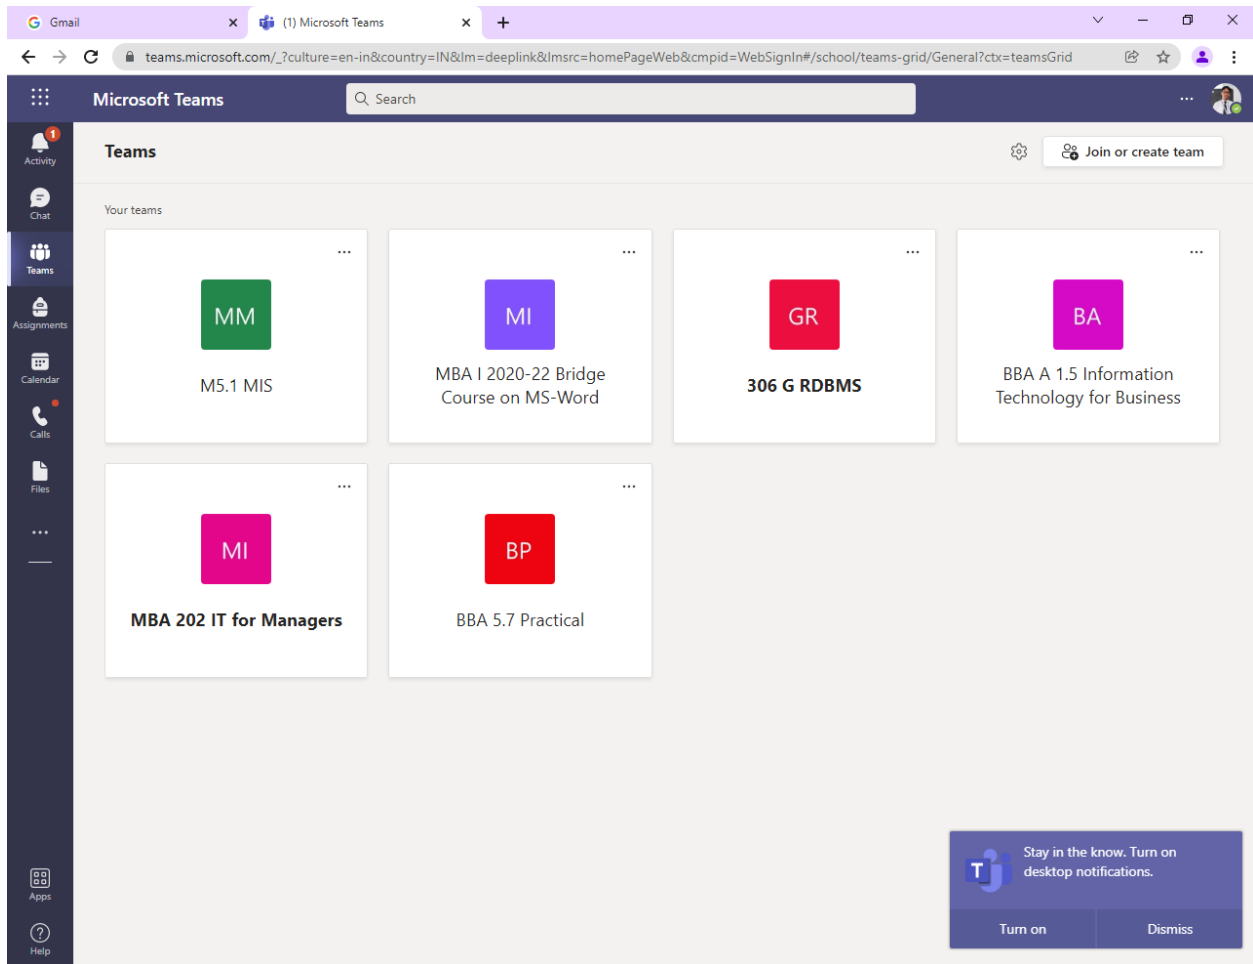 Gmail
(1) Microsoft Teams
teams.microsoft.com/_?culture=en-in&country=IN&lm=deeplink&lmsrc=homePageWeb&cmpid=WebSignIn#/school/teams-grid/General?ctx=teamsGrid
Microsoft Teams
Search
1
Activity
Chat
Teams
Assignments
Calendar
Calls
Files
Apps
Help
Teams
Join or create team
Your teams
MM
M5.1 MIS
MI
MBA I 2020-22 Bridge
Course on MS-Word
GR
306 G RDBMS
BA
BBA A 1.5 Information
Technology for Business
MI
MBA 202 IT for Managers
BP
BBA 5.7 Practical
T
Stay in the know. Turn on
desktop notifications.
Turn on
Dismiss